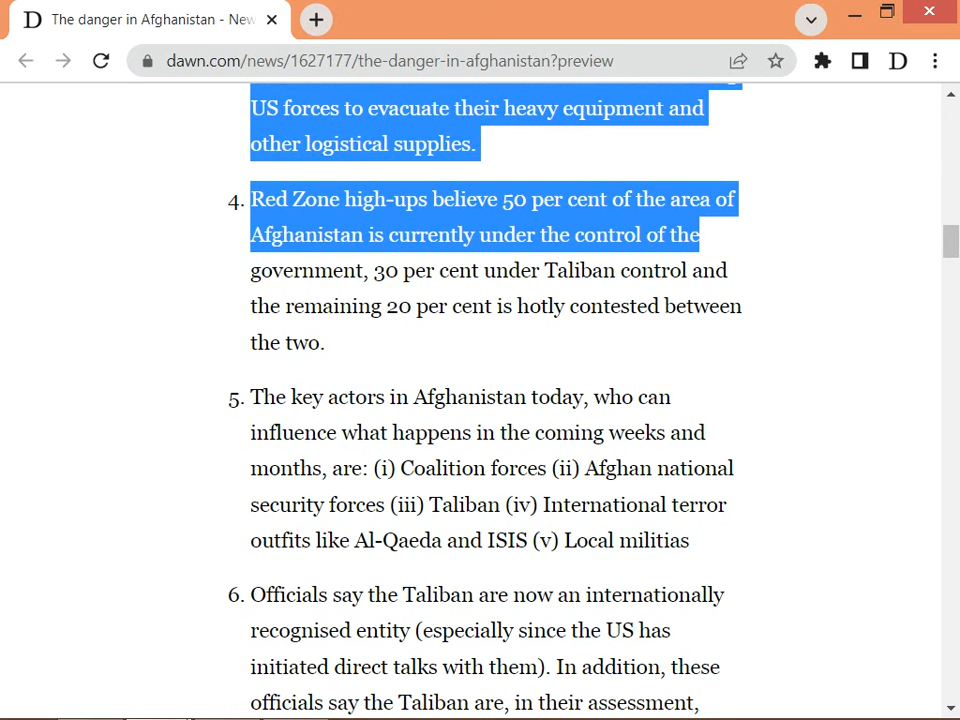 The danger in Afghanistan - New
dawn.com/news/1627177/the-danger-in-afghanistan?preview
US forces to evacuate their heavy equipment and
other logistical supplies.
4. Red Zone high-ups believe 50 per cent of the area of
Afghanistan is currently under the control of the
government, 30 per cent under Taliban control and
the remaining 20 per cent is hotly contested between
the two.
5. The key actors in Afghanistan today, who can
influence what happens in the coming weeks and
months, are: (i) Coalition forces (ii) Afghan national
security forces (iii) Taliban (iv) International terror
outfits like Al-Qaeda and ISIS (v) Local militias
6. Officials say the Taliban are now an internationally
recognised entity (especially since the US has
initiated direct talks with them). In addition, these
officials say the Taliban are, in their assessment,